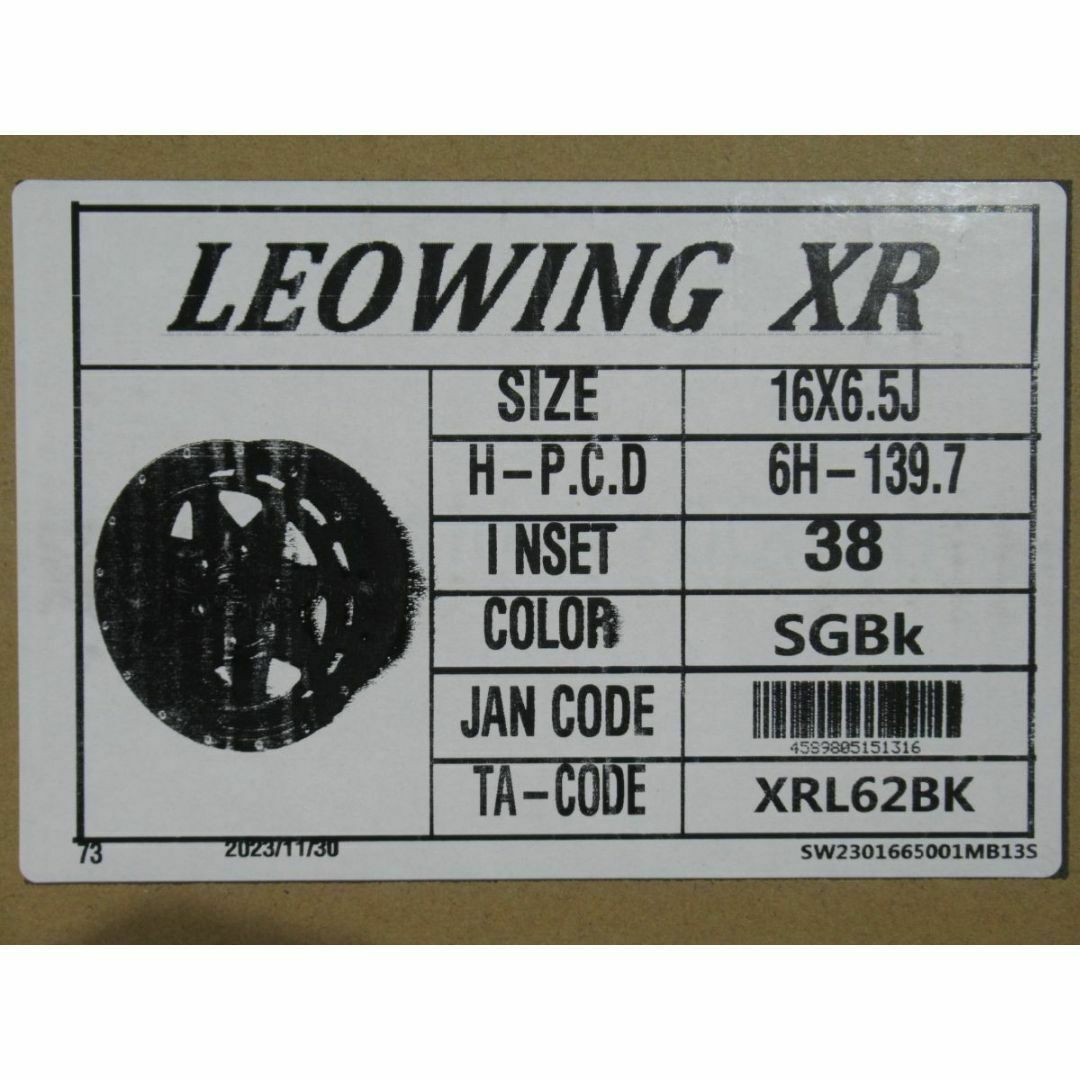 LEOWING XR
SIZE 16X6.5J
H-P.C.D 6H-139.7
INSET 38
COLOR SGBk
JAN CODE 4589805151316
TA-CODE XRL62BK
73 2023/11/30 SW2301665001MB13S